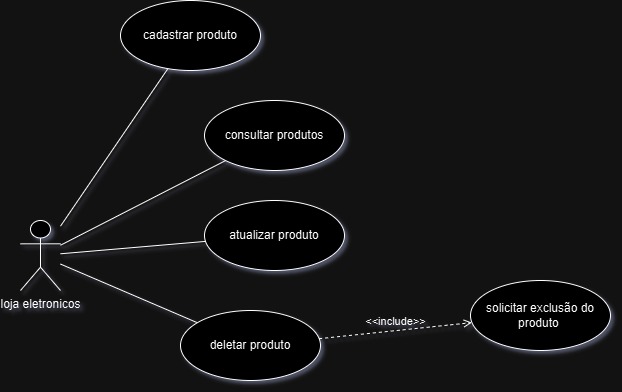 cadastrar produto
consultar produtos
atualizar produto
loja eletronicos
solicitar exclusão do
produto
<<include>>
deletar produto